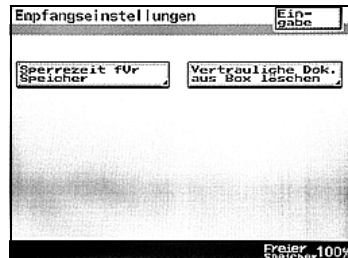 Empfangseinstellungen
Ein-
gabe
Sperrezeit fVr
Speicher
Vertrauliche Dok.
aus Box löschen
Freier
Speicher 100%